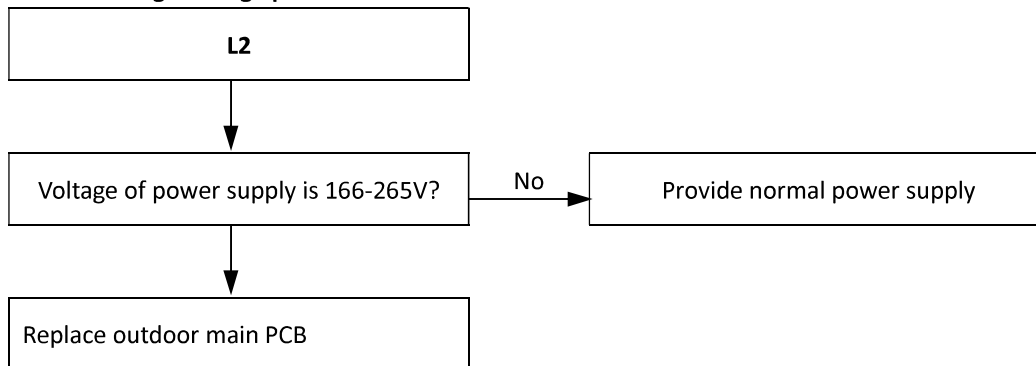 L2
Voltage of power supply is 166-265V?
No
Provide normal power supply
Replace outdoor main PCB